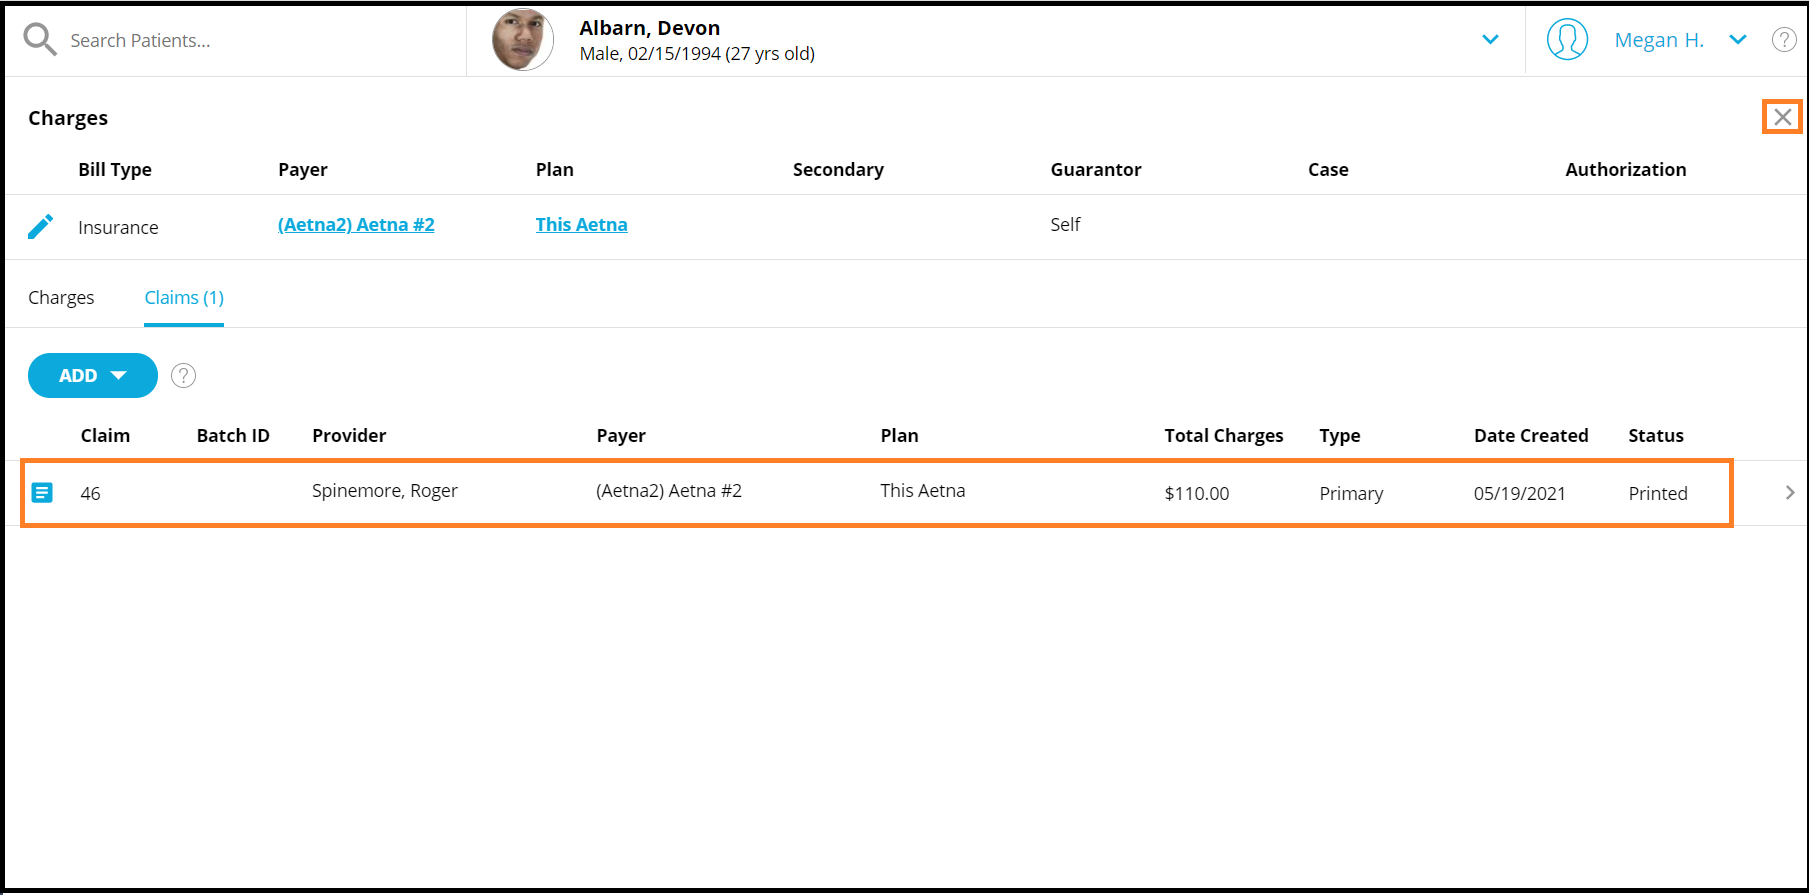 Search Patients...
Albarn, Devon
Male, 02/15/1994 (27 yrs old)
Megan H.
?
Charges
Bill Type Payer Plan Secondary Guarantor Case Authorization
Insurance (Aetna2) Aetna #2 This Aetna Self
Charges Claims (1)
ADD ?
Claim Batch ID Provider Payer Plan Total Charges Type Date Created Status
46 Spinemore, Roger (Aetna2) Aetna #2 This Aetna $110.00 Primary 05/19/2021 Printed